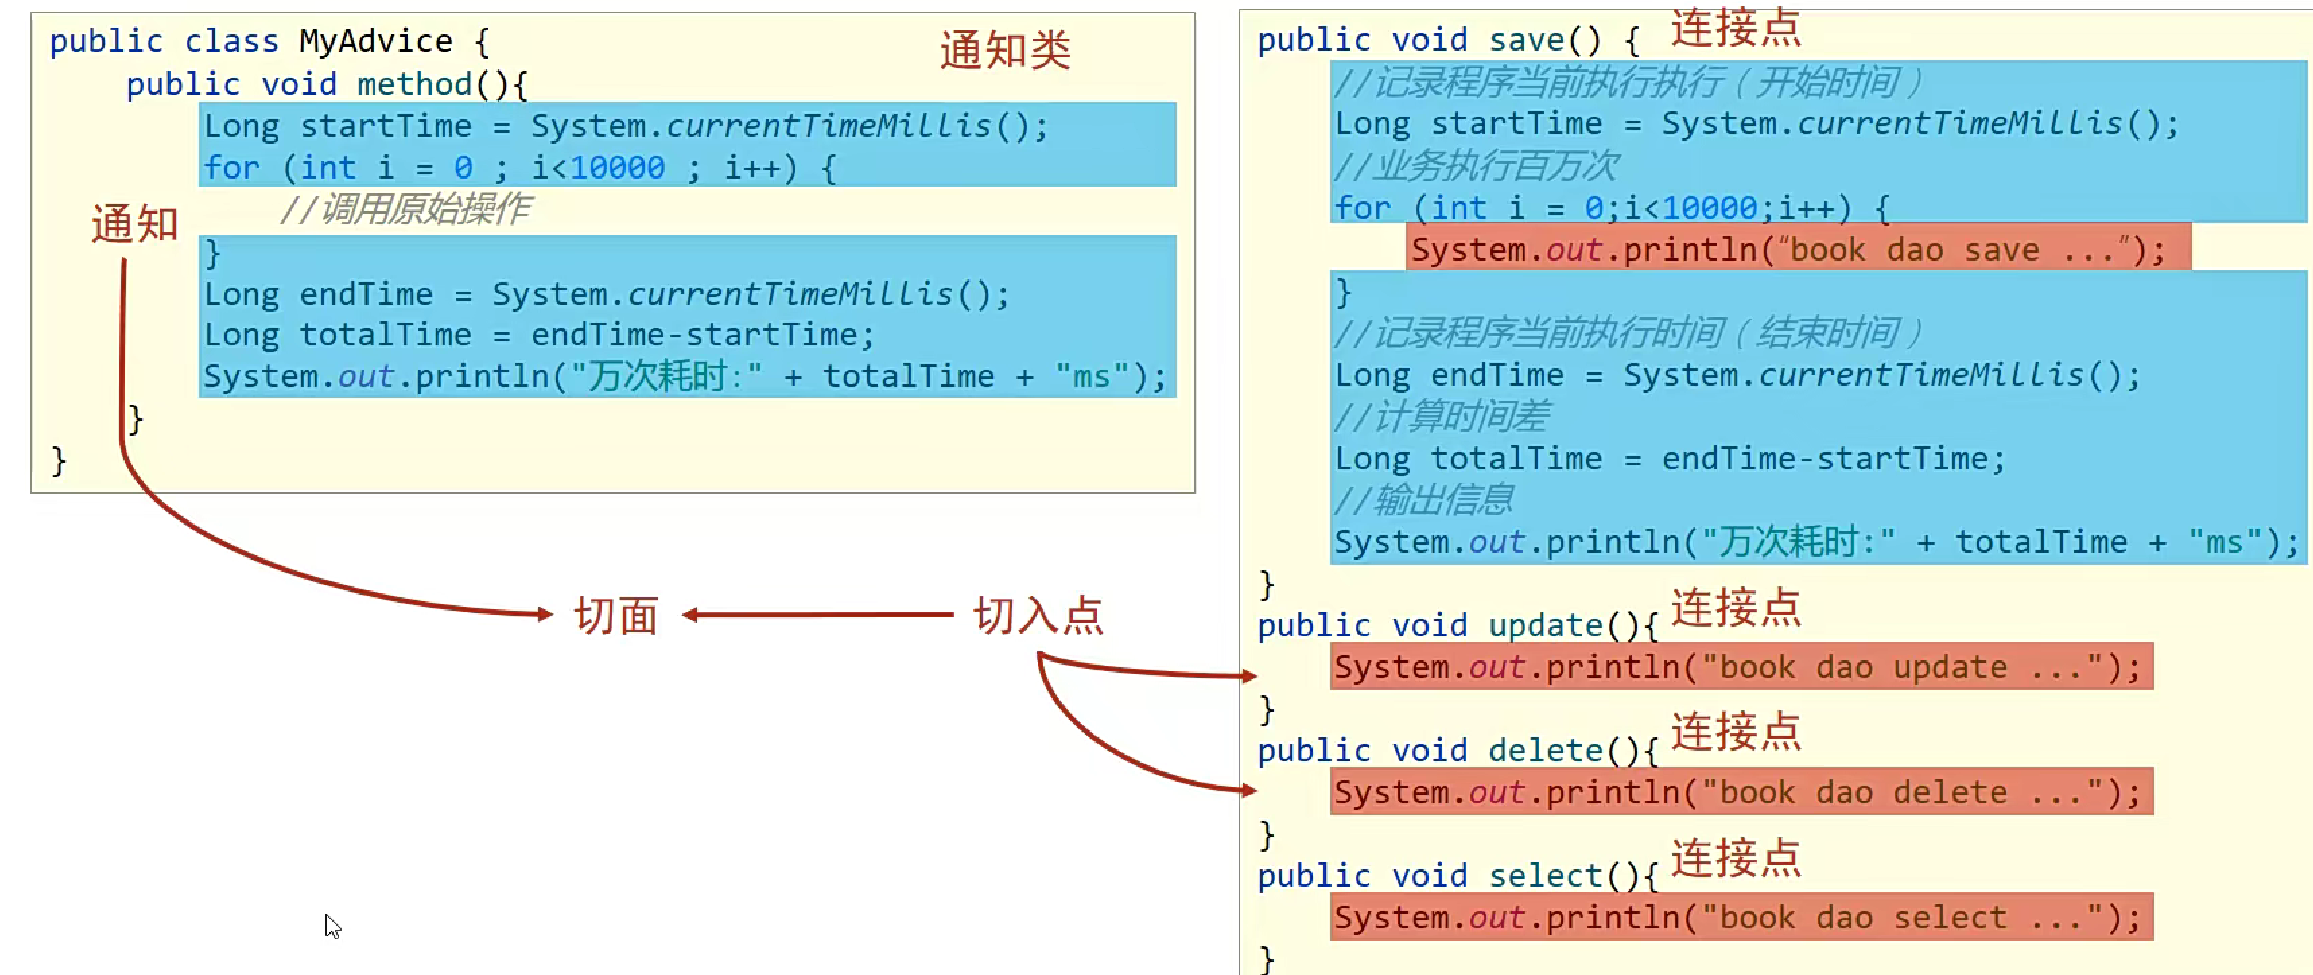 public class MyAdvice {
通知类
public void method(){
Long startTime = System.currentTimeMillis();
for (int i = 0 ; i<10000 ; i++) {
//调用原始操作
通知
}
Long endTime = System.currentTimeMillis();
Long totalTime = endTime-startTime;
System.out.println("万次耗时:" + totalTime + "ms");
}
}
切面
切入点
public void save() {
连接点
//记录程序当前执行执行（开始时间）
Long startTime = System.currentTimeMillis();
//业务执行百万次
for (int i = 0;i<10000;i++) {
System.out.println(“book dao save ...”);
}
//记录程序当前执行时间（结束时间）
Long endTime = System.currentTimeMillis();
//计算时间差
Long totalTime = endTime-startTime;
//输出信息
System.out.println("万次耗时:" + totalTime + "ms");
}
public void update(){
连接点
System.out.println("book dao update ...");
}
public void delete(){
连接点
System.out.println("book dao delete ...");
}
public void select(){
连接点
System.out.println("book dao select ...");
}